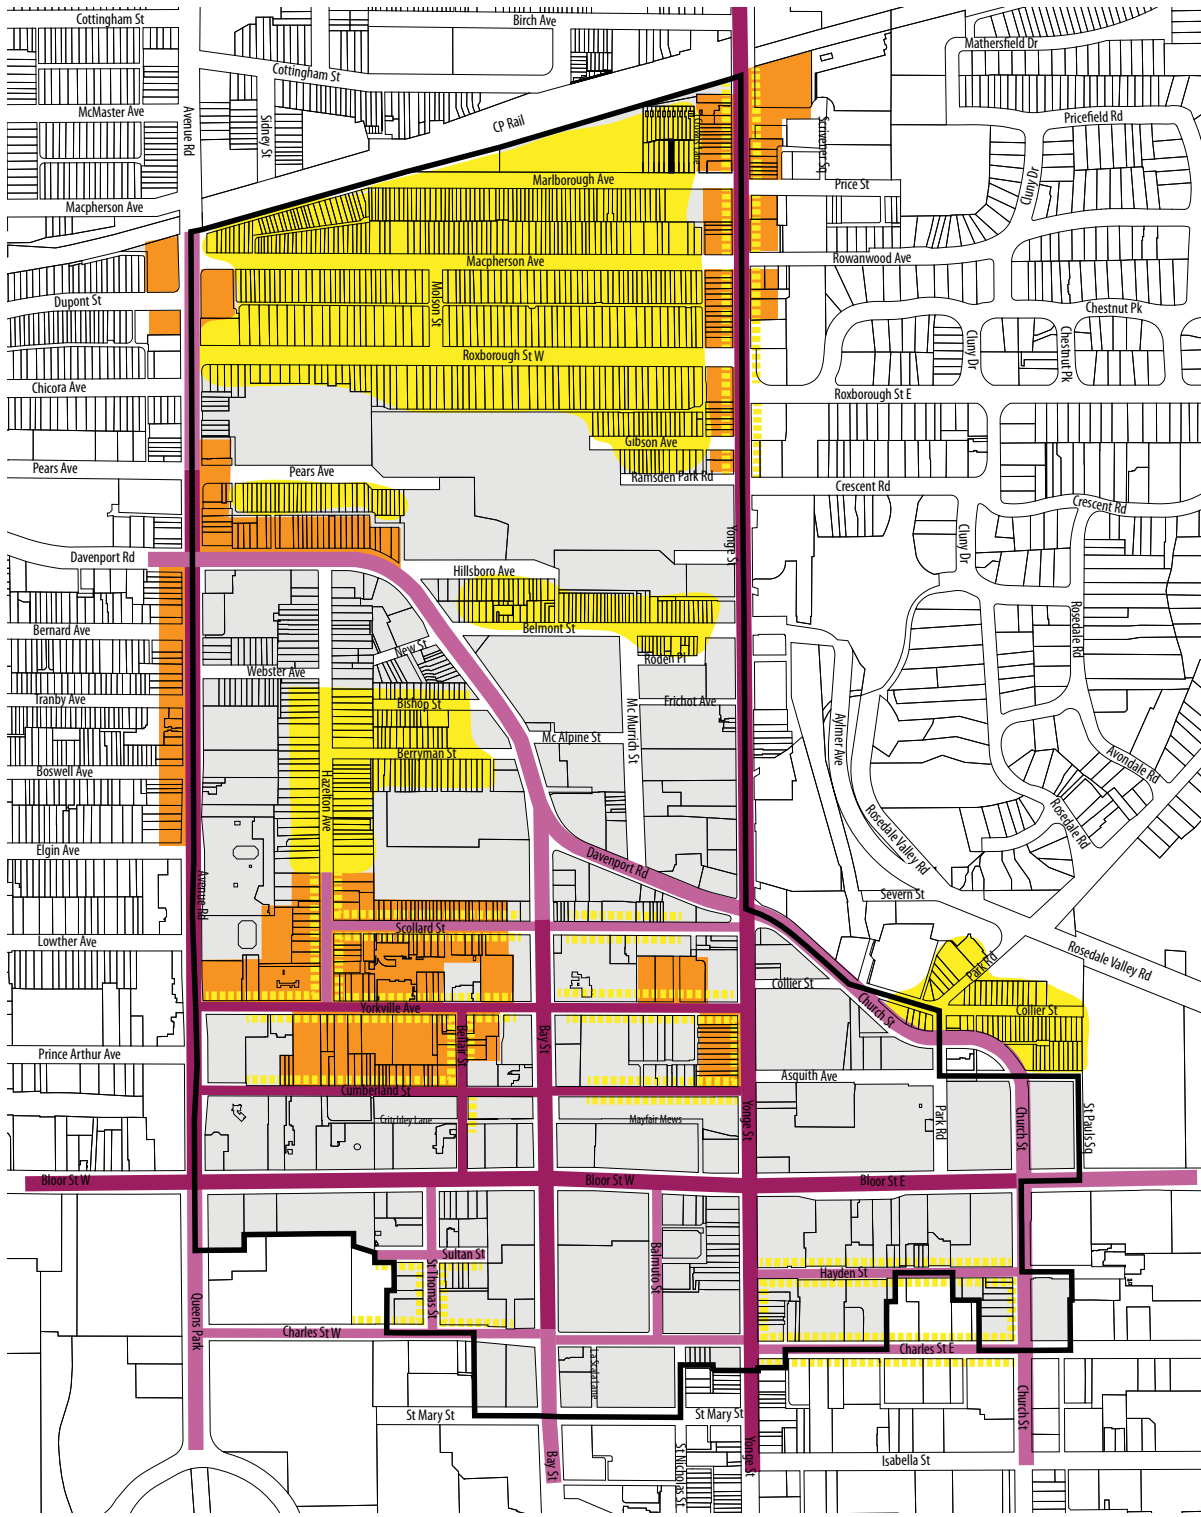 Cottingham St
Birch Ave
Mathersfield Dr
Cottingham St
McMaster Ave
Avenue Rd
Sidney St
CP Rail
Pricefield Rd
Scrivener Sq
Marlborough Ave
Price St
Cluny Dr
Macpherson Ave
Macpherson Ave
Rowanwood Ave
Dupont St
Molson St
Chestnut Pk
Roxborough St W
Cluny Dr
Chestnut Pk
Chicora Ave
Roxborough St E
Gibson Ave
Pears Ave
Pears Ave
Ramsden Park Rd
Crescent Rd
Crescent Rd
Yonge St
Cluny Dr
Davenport Rd
Hillsboro Ave
Bernard Ave
Belmont St
Rosedale Rd
New St
Roden Pl
Webster Ave
Tranby Ave
Bishop St
Frichot Ave
Mc Murrich St
Aylmer Ave
Mc Alpine St
Berryman St
Boswell Ave
Avondale Rd
Hazelton Ave
Rosedale Rd
Rosedale Valley Rd
Elgin Ave
Davenport Rd
Avenue Rd
Severn St
Scollard St
Lowther Ave
Park Rd
Rosedale Valley Rd
Collier St
Yorkville Ave
Church St
Collier St
Bellair St
Bay St
Prince Arthur Ave
Asquith Ave
Cumberland St
Critchley Lane
Mayfair Mews
Yonge St
Park Rd
Church St
St Pauls Sq
Bloor St W
Bloor St W
Bloor St E
Sultan St
Balmuto St
St Thomas St
Hayden St
Queens Park
Charles St W
Charles St E
La Scala Lane
St Mary St
St Mary St
Church St
Bay St
St Nicholas St
Yonge St
Isabella St